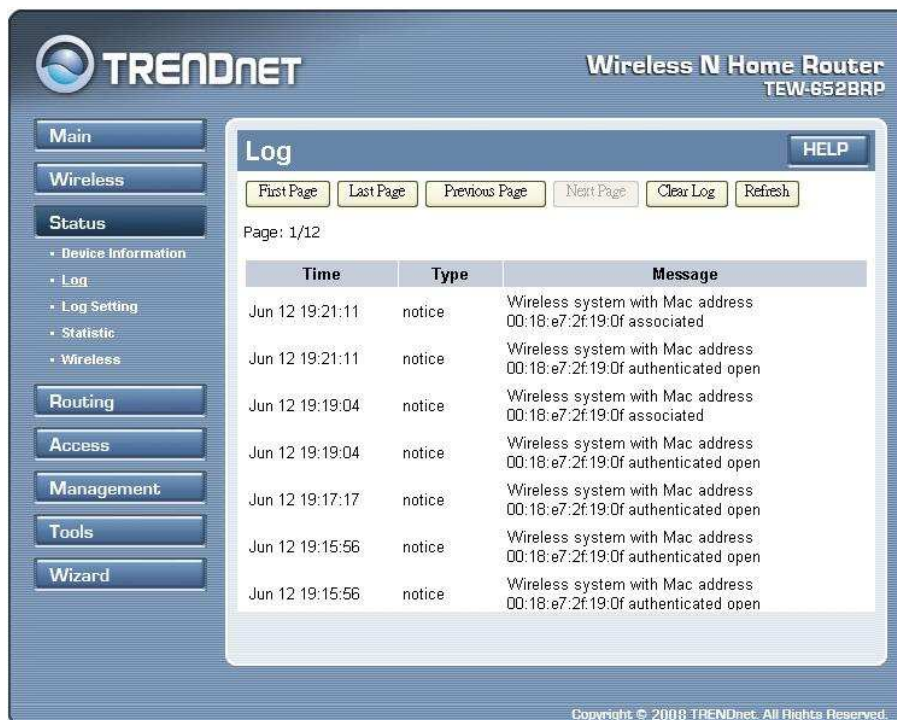 TRENDNET
Wireless N Home Router
TEW-652BRP
Main
Wireless
Status
• Device Information
• Log
• Log Setting
• Statistic
• Wireless
Routing
Access
Management
Tools
Wizard
Log
HELP
First Page Last Page Previous Page Next Page Clear Log Refresh
Page: 1/12
Time Type Message
Jun 12 19:21:11 notice Wireless system with Mac address
00:18:e7:2f:19:0f associated
Jun 12 19:21:11 notice Wireless system with Mac address
00:18:e7:2f:19:0f authenticated open
Jun 12 19:19:04 notice Wireless system with Mac address
00:18:e7:2f:19:0f associated
Jun 12 19:19:04 notice Wireless system with Mac address
00:18:e7:2f:19:0f authenticated open
Jun 12 19:17:17 notice Wireless system with Mac address
00:18:e7:2f:19:0f authenticated open
Jun 12 19:15:56 notice Wireless system with Mac address
00:18:e7:2f:19:0f authenticated open
Jun 12 19:15:56 notice Wireless system with Mac address
00:18:e7:2f:19:0f authenticated open
Copyright © 2008 TRENDnet. All Rights Reserved.